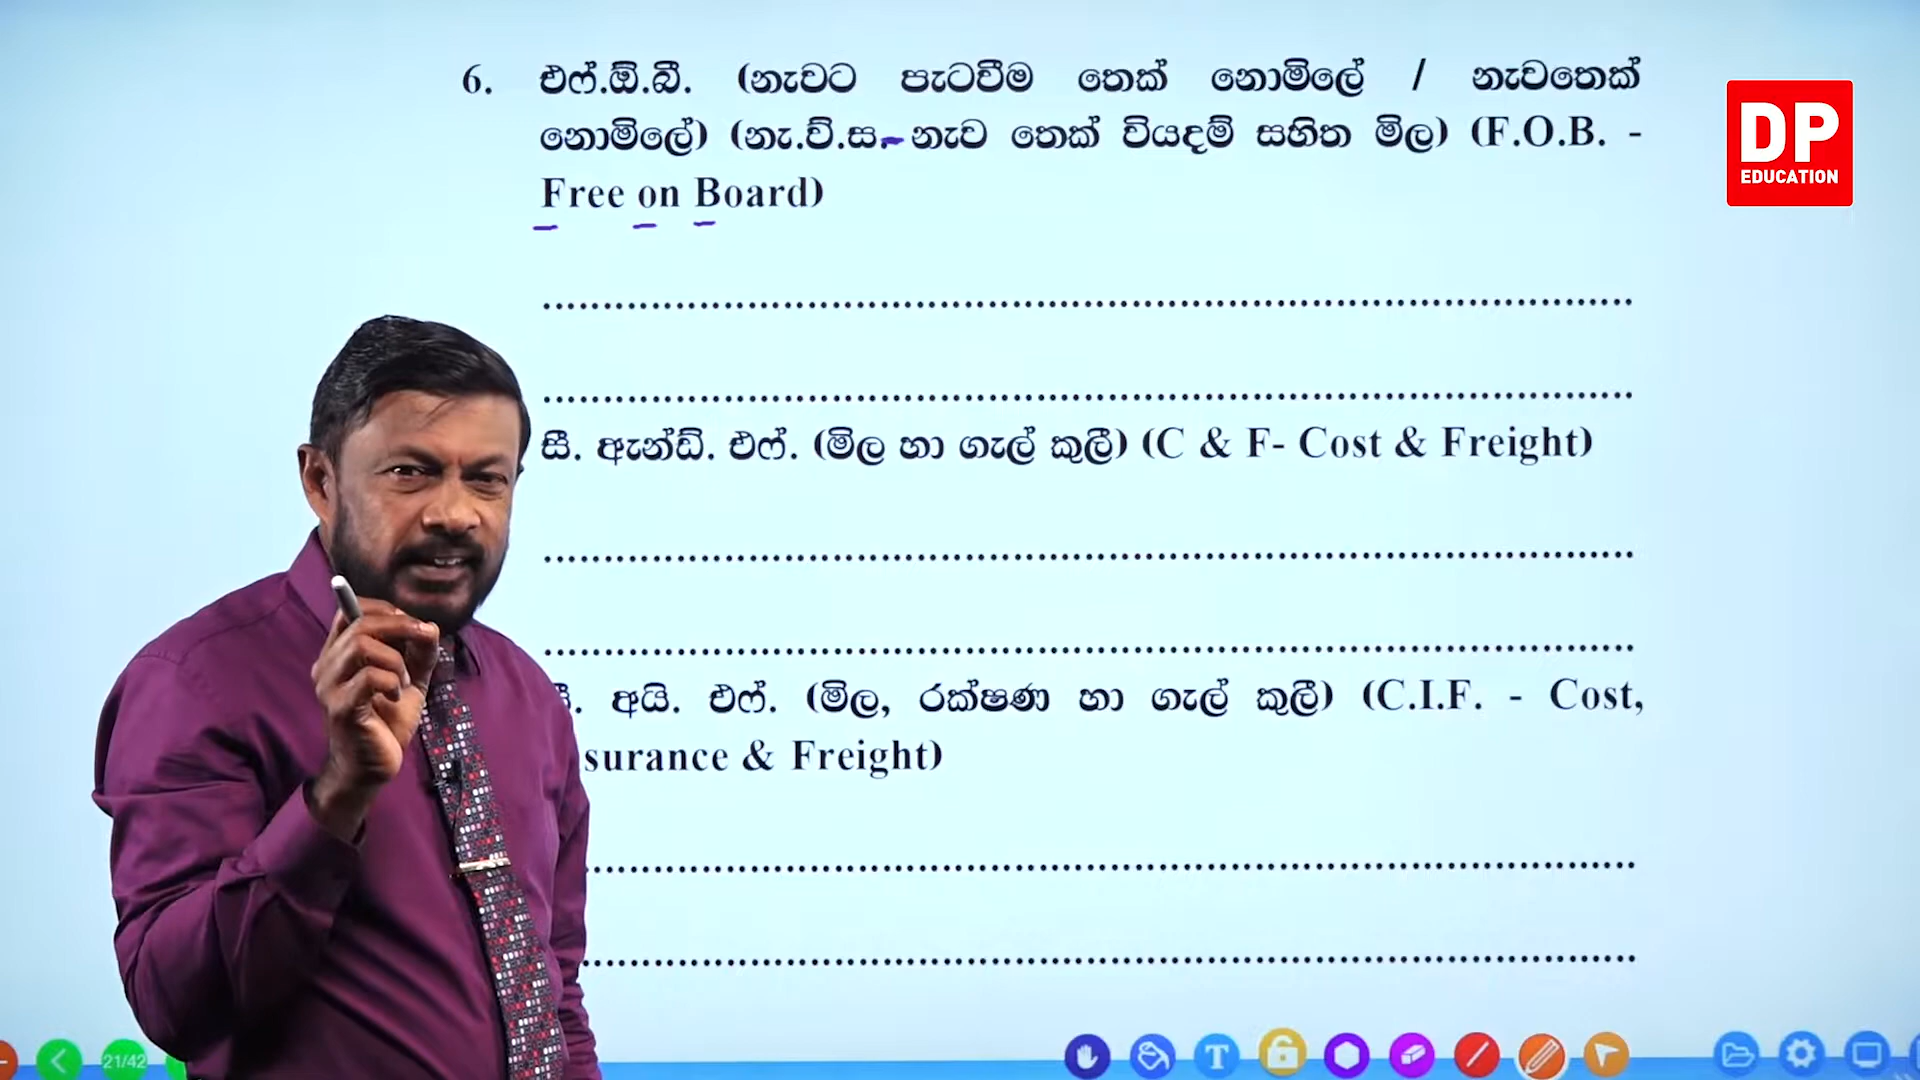 6. එෆ්.ඕ.බී. (නැවට පැටවීම තෙක් නොමිලේ / නැවතෙක්
නොමිලේ) (නැ.වි.ස. නැව තෙක් වියදම් සහිත මිල) (F.O.B. -
Free on Board)
සී. ඇන්ඩ්. එෆ්. (මිල හා ගැල් කුලී) (C & F- Cost & Freight)
අයි. එෆ්. (මිල, රක්ෂණ හා ගැල් කුලී) (C.I.F. - Cost,
surance & Freight)
DP
EDUCATION
21/42
T